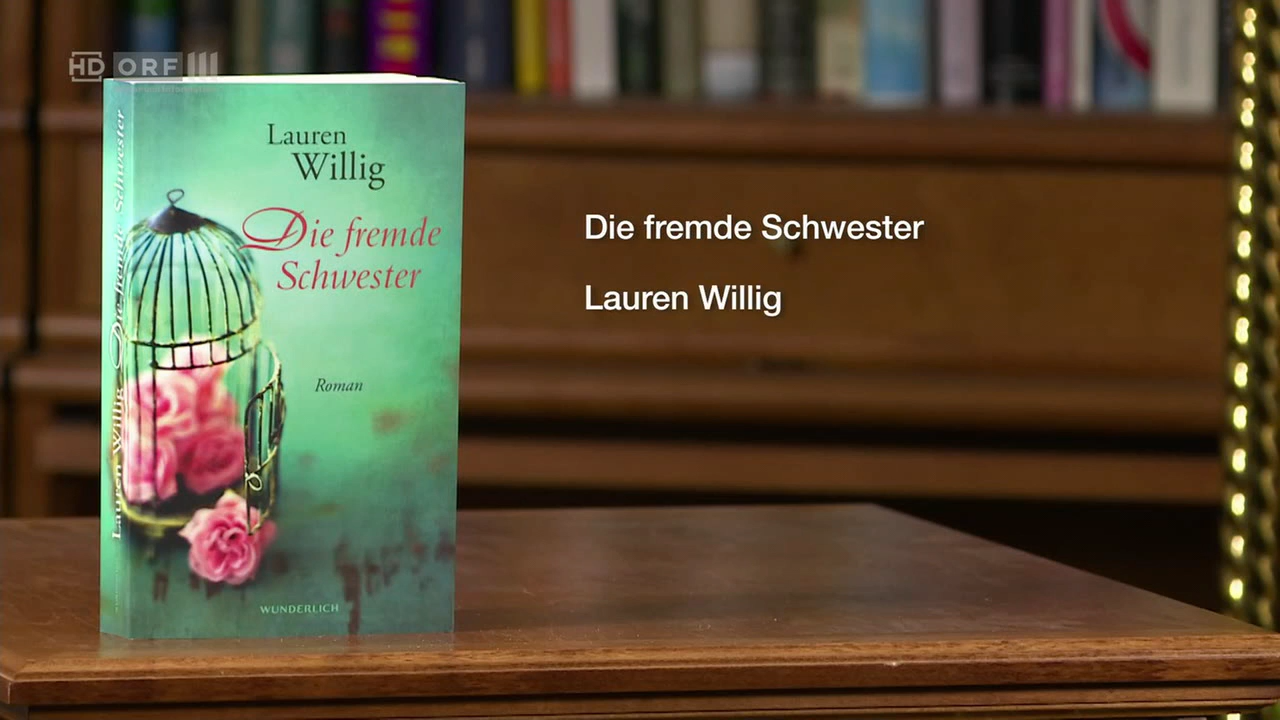 HD ORF III
Lauren
Willig
Die fremde
Schwester
Roman
WUNDERLICH
Lauren Willig Die fremde Schwester
Die fremde Schwester
Lauren Willig